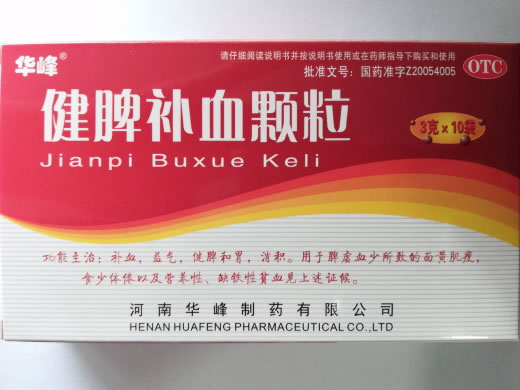 华峰®
请仔细阅读说明书并按说明书使用或在药师指导下购买和使用
批准文号：国药准字Z20054005
OTC
健脾补血颗粒
Jianpi Buxue Keli
3克×10袋
功能主治：补血，益气，健脾和胃，消积。用于脾虚血少所致的面黄肌瘦，
食少体倦以及营养性、缺铁性贫血见上述证候。
河南华峰制药有限公司
HENAN HUAFENG PHARMACEUTICAL CO.,LTD